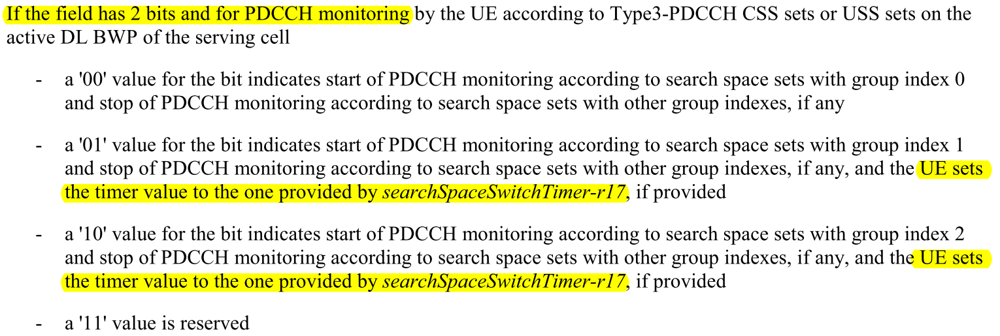 If the field has 2 bits and for PDCCH monitoring by the UE according to Type3-PDCCH CSS sets or USS sets on the
active DL BWP of the serving cell
- a '00' value for the bit indicates start of PDCCH monitoring according to search space sets with group index 0
and stop of PDCCH monitoring according to search space sets with other group indexes, if any
- a '01' value for the bit indicates start of PDCCH monitoring according to search space sets with group index 1
and stop of PDCCH monitoring according to search space sets with other group indexes, if any, and the UE sets
the timer value to the one provided by searchSpaceSwitchTimer-r17, if provided
- a '10' value for the bit indicates start of PDCCH monitoring according to search space sets with group index 2
and stop of PDCCH monitoring according to search space sets with other group indexes, if any, and the UE sets
the timer value to the one provided by searchSpaceSwitchTimer-r17, if provided
- a '11' value is reserved